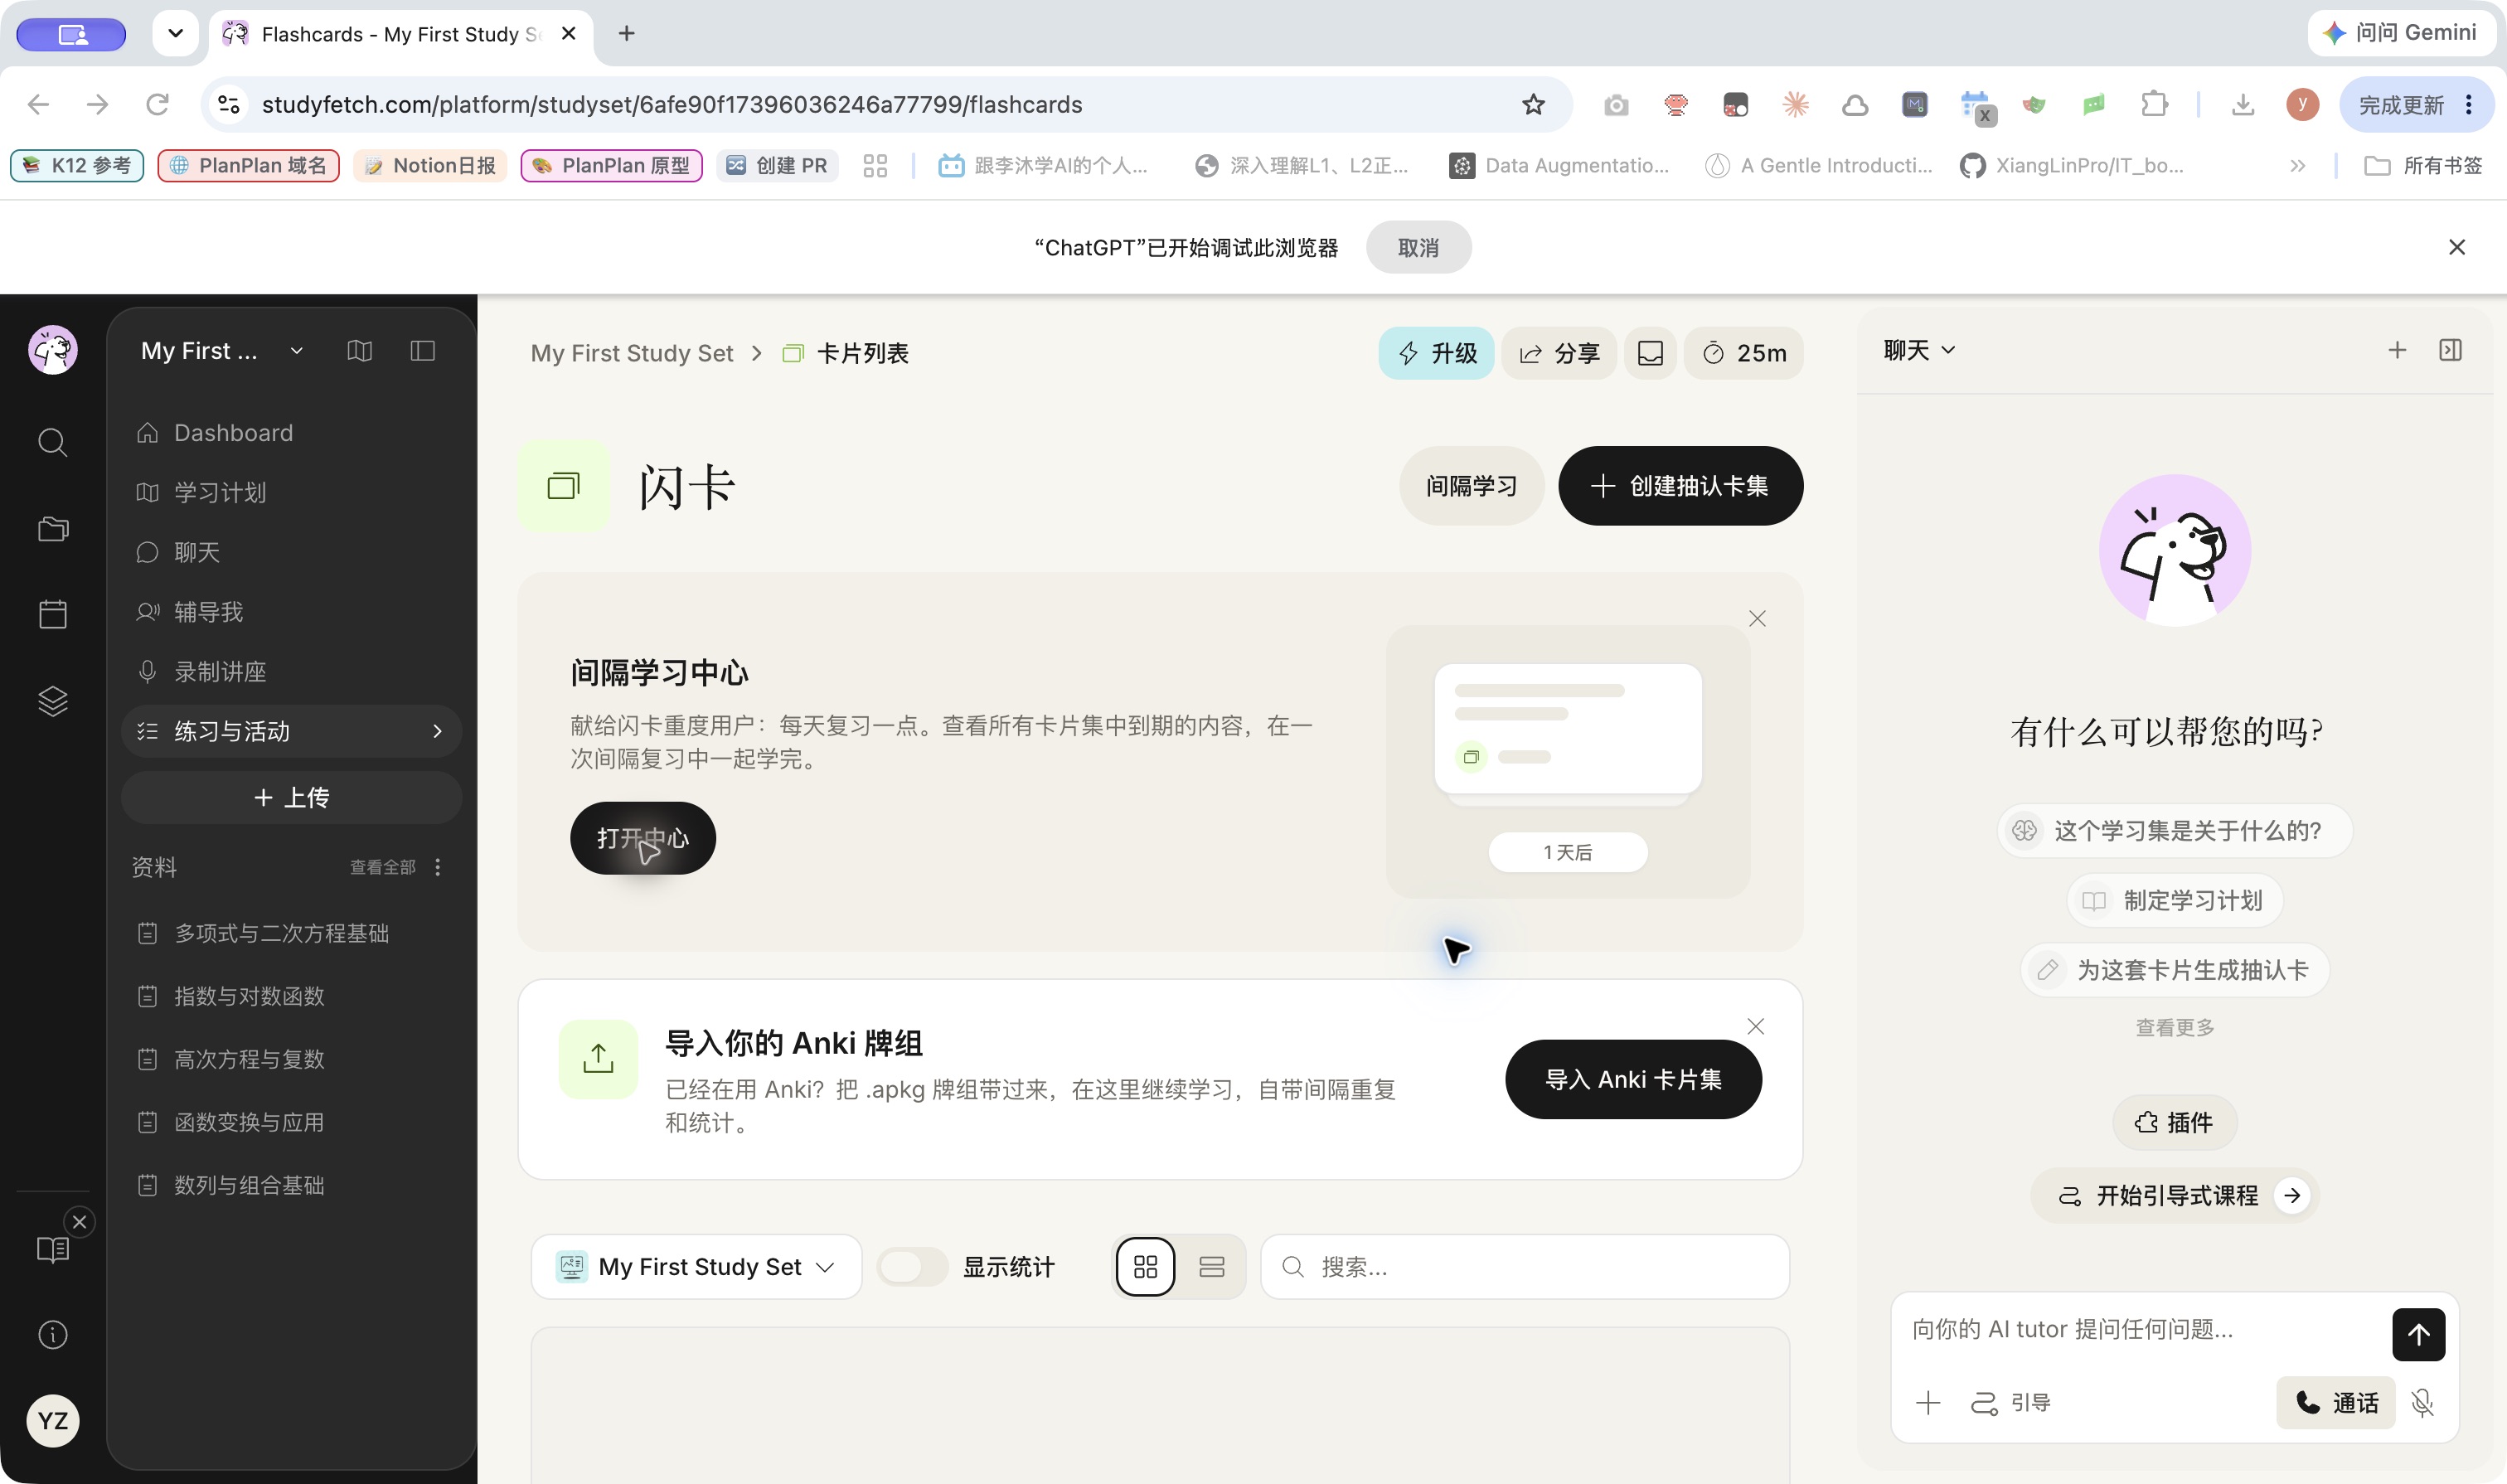 Flashcards - My First Study S
问问 Gemini
studyfetch.com/platform/studyset/6afe90f17396036246a77799/flashcards
y
完成更新
K12 参考
PlanPlan 域名
Notion日报
PlanPlan 原型
创建 PR
跟李沐学AI的个人...
深入理解L1、L2正...
Data Augmentatio...
A Gentle Introducti...
XiangLinPro/IT_bo...
所有书签
“ChatGPT”已开始调试此浏览器
取消
My First ...
Dashboard
学习计划
聊天
辅导我
录制讲座
练习与活动
上传
资料
查看全部
多项式与二次方程基础
指数与对数函数
高次方程与复数
函数变换与应用
数列与组合基础
YZ
My First Study Set
卡片列表
升级
分享
25m
闪卡
间隔学习
创建抽认卡集
间隔学习中心
献给闪卡重度用户：每天复习一点。查看所有卡片集中到期的内容，在一
次间隔复习中一起学完。
打开中心
1 天后
导入你的 Anki 牌组
已经在用 Anki？把 .apkg 牌组带过来，在这里继续学习，自带间隔重复
和统计。
导入 Anki 卡片集
My First Study Set
显示统计
搜索...
聊天
有什么可以帮您的吗?
这个学习集是关于什么的?
制定学习计划
为这套卡片生成抽认卡
查看更多
插件
开始引导式课程
向你的 AI tutor 提问任何问题...
引导
通话